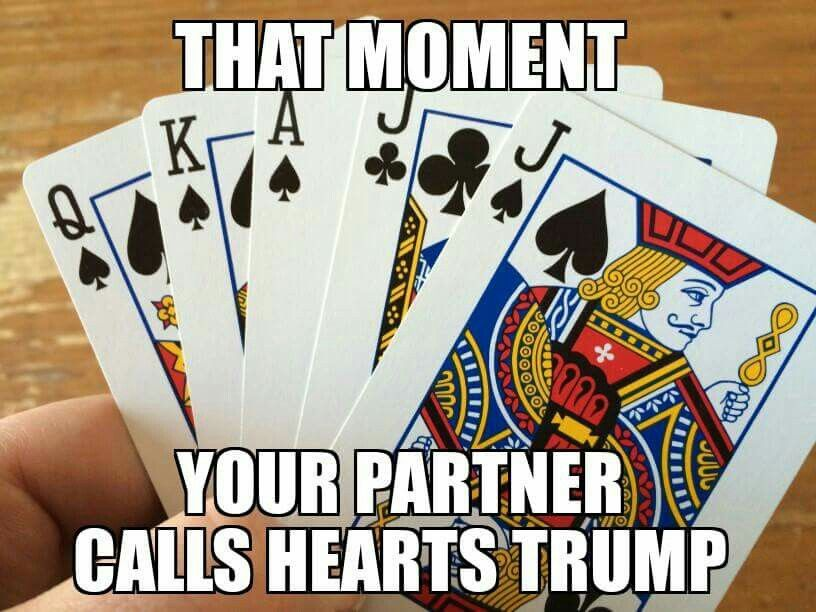 THAT MOMENT
Q K A J J
YOUR PARTNER
CALLS HEARTS TRUMP